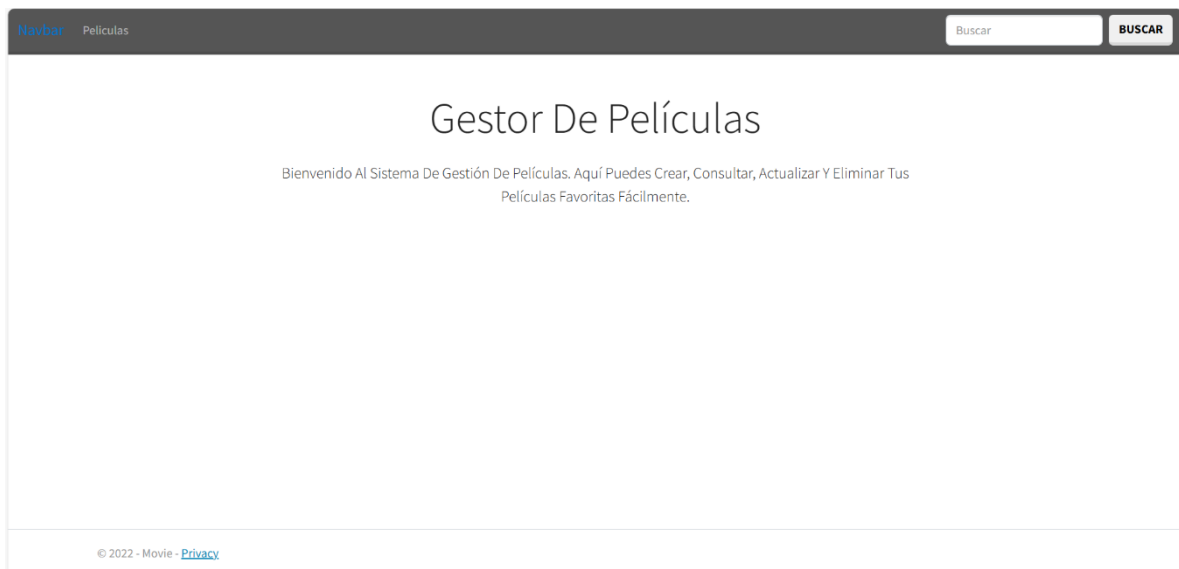 Navbar Peliculas Buscar BUSCAR
Gestor De Películas
Bienvenido Al Sistema De Gestión De Películas. Aquí Puedes Crear, Consultar, Actualizar Y Eliminar Tus
Películas Favoritas Fácilmente.
© 2022 - Movie - Privacy